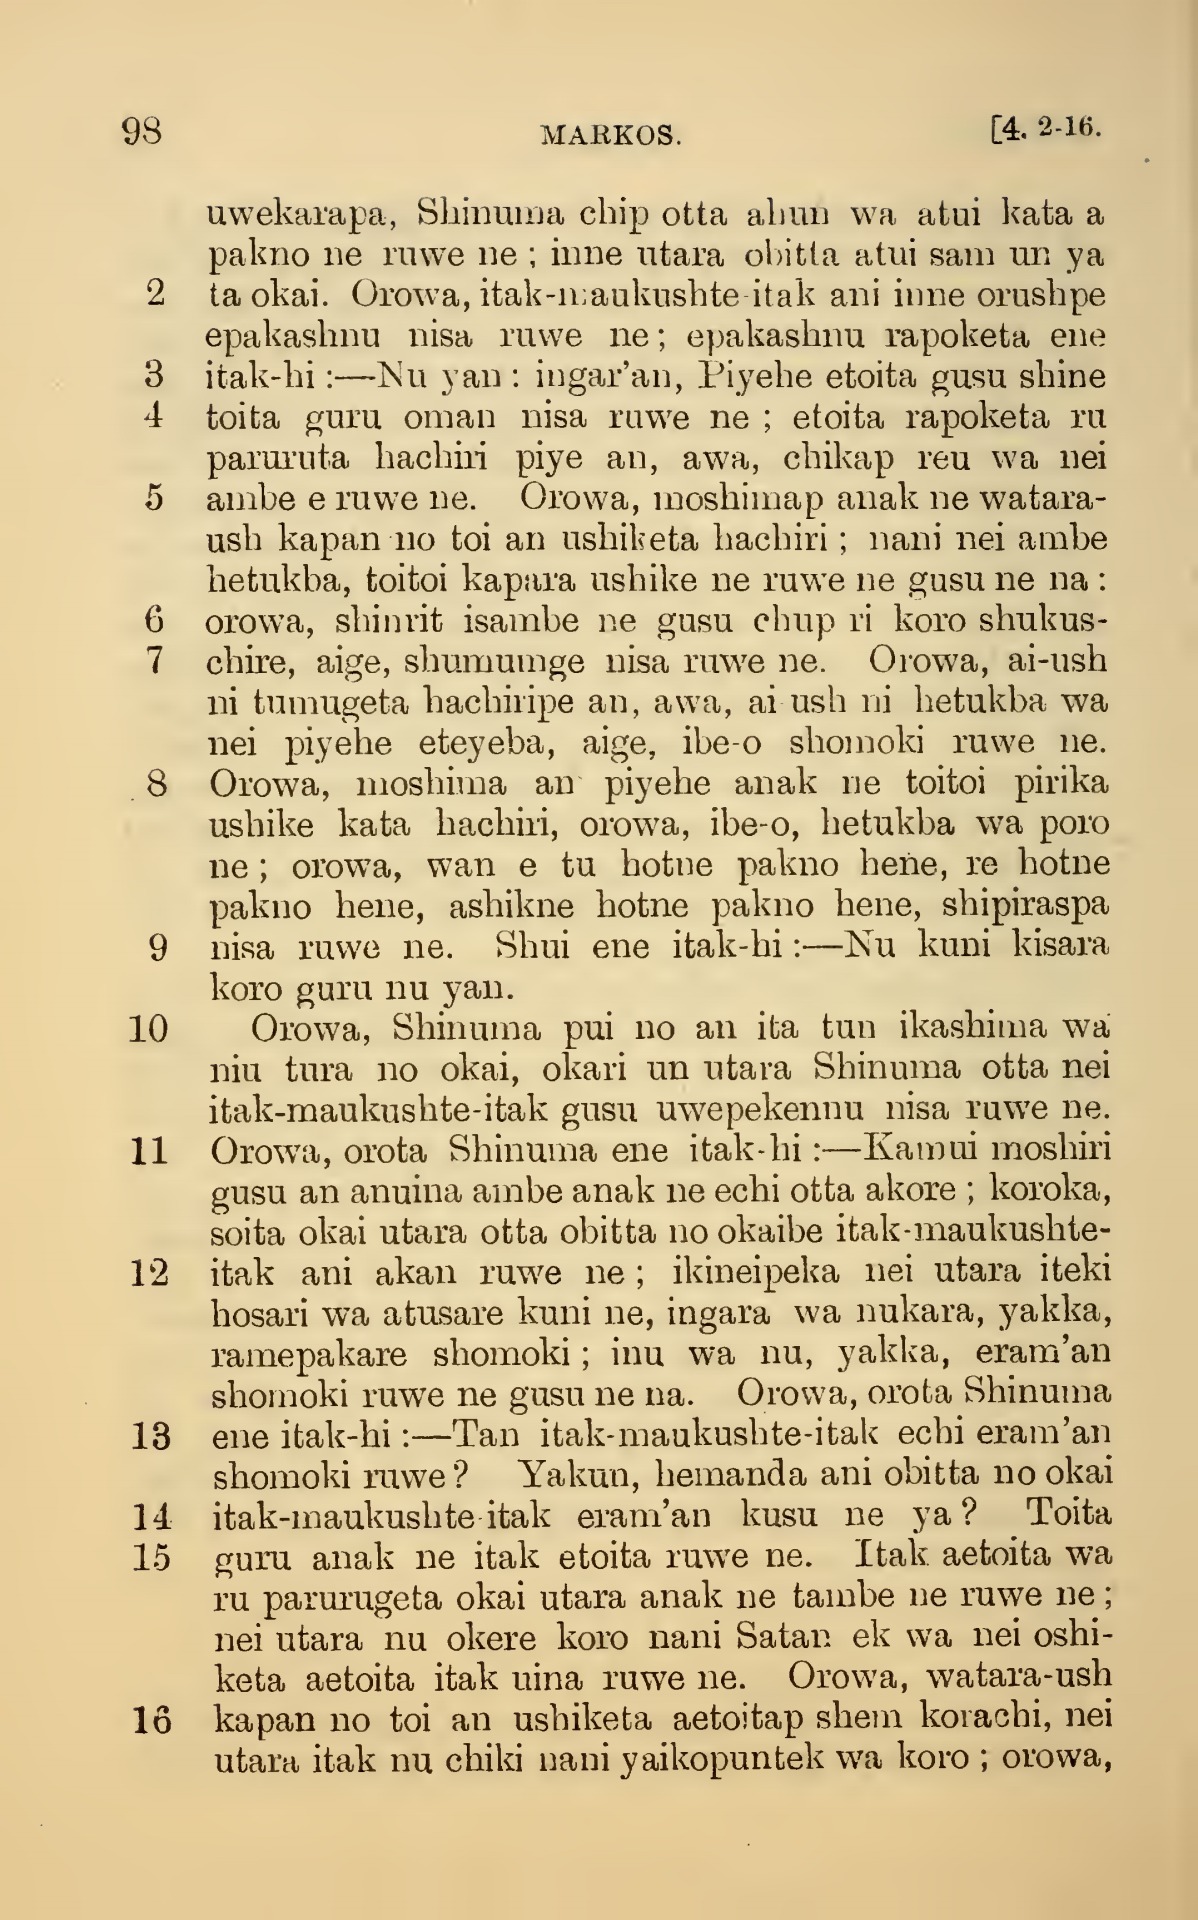 98 MARKOS. [4. 2-16.
uwekarapa, Shinuma chip otta ahun wa atui kata a
pakno ne ruwe ne ; inne utara obitta atui sam un ya
2 ta okai. Orowa, itak-maukushte-itak ani inne orushpe
epakashnu nisa ruwe ne ; epakashnu rapoketa ene
3 itak-hi :—Nu yan : ingar'an, Piyehe etoita gusu shine
4 toita guru oman nisa ruwe ne ; etoita rapoketa ru
paruruta hachiri piye an, awa, chikap reu wa nei
5 ambe e ruwe ne. Orowa, moshimap anak ne watara-
ush kapan no toi an ushiketa hachiri ; nani nei ambe
hetukba, toitoi kapara ushike ne ruwe ne gusu ne na :
6 orowa, shinrit isambe ne gusu chup ri koro shukus-
7 chire, aige, shumumge nisa ruwe ne. Orowa, ai-ush
ni tumugeta hachiripe an, awa, ai ush ni hetukba wa
nei piyehe eteyeba, aige, ibe-o shomoki ruwe ne.
8 Orowa, moshima an piyehe anak ne toitoi pirika
ushike kata hachiri, orowa, ibe-o, hetukba wa poro
ne ; orowa, wan e tu hotne pakno hene, re hotne
pakno hene, ashikne hotne pakno hene, shipiraspa
9 nisa ruwe ne. Shui ene itak-hi :—Nu kuni kisara
koro guru nu yan.
10 Orowa, Shinuma pui no an ita tun ikashima wa
niu tura no okai, okari un utara Shinuma otta nei
itak-maukushte-itak gusu uwepekennu nisa ruwe ne.
11 Orowa, orota Shinuma ene itak-hi :—Kamui moshiri
gusu an anuina ambe anak ne echi otta akore ; koroka,
soita okai utara otta obitta no okaibe itak-maukushte-
12 itak ani akan ruwe ne ; ikineipeka nei utara iteki
hosari wa atusare kuni ne, ingara wa nukara, yakka,
ramepakare shomoki ; inu wa nu, yakka, eram'an
shomoki ruwe ne gusu ne na. Orowa, orota Shinuma
13 ene itak-hi :—Tan itak-maukushte-itak echi eram'an
shomoki ruwe ? Yakun, hemanda ani obitta no okai
14 itak-maukushte-itak eram'an kusu ne ya ? Toita
15 guru anak ne itak etoita ruwe ne. Itak aetoita wa
ru parurugeta okai utara anak ne tambe ne ruwe ne ;
nei utara nu okere koro nani Satan ek wa nei oshi-
keta aetoita itak uina ruwe ne. Orowa, watara-ush
16 kapan no toi an ushiketa aetoitap shem korachi, nei
utara itak nu chiki nani yaikopuntek wa koro ; orowa,